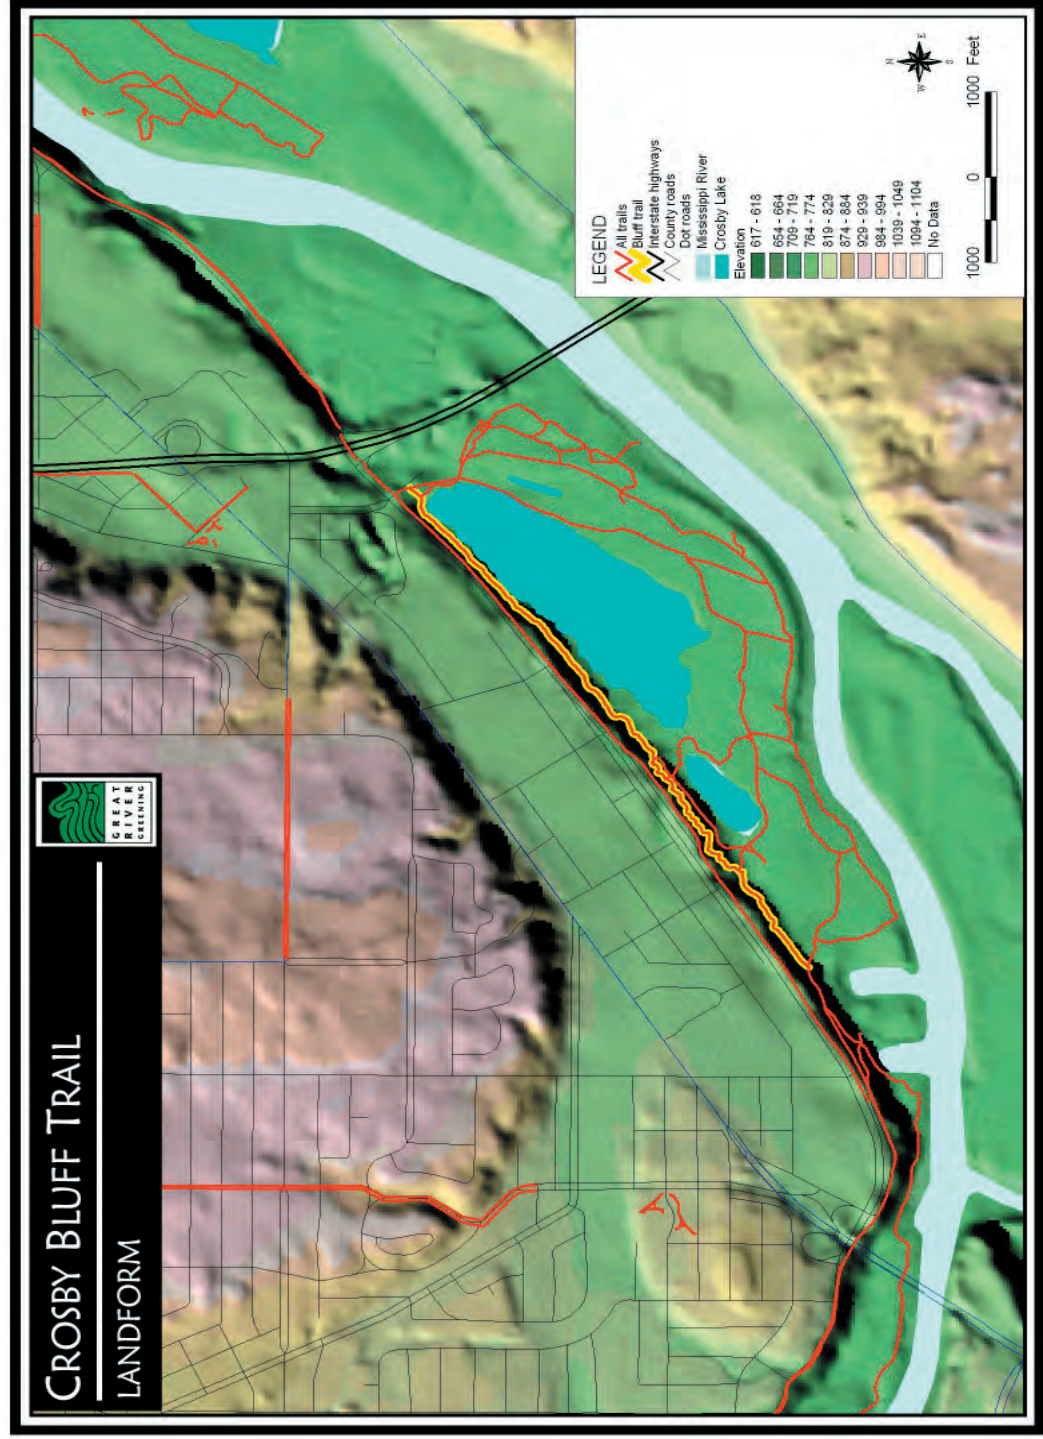 CROSBY BLUFF TRAIL
LANDFORM
GREAT
RIVER
GREENING
LEGEND
All trails
Bluff trail
Interstate highways
County roads
Dot roads
Mississippi River
Crosby Lake
Elevation
617 - 618
654 - 664
709 - 719
764 - 774
819 - 829
874 - 884
929 - 939
984 - 994
1039 - 1049
1094 - 1104
No Data
N
E
S
W
1000 0 1000 Feet